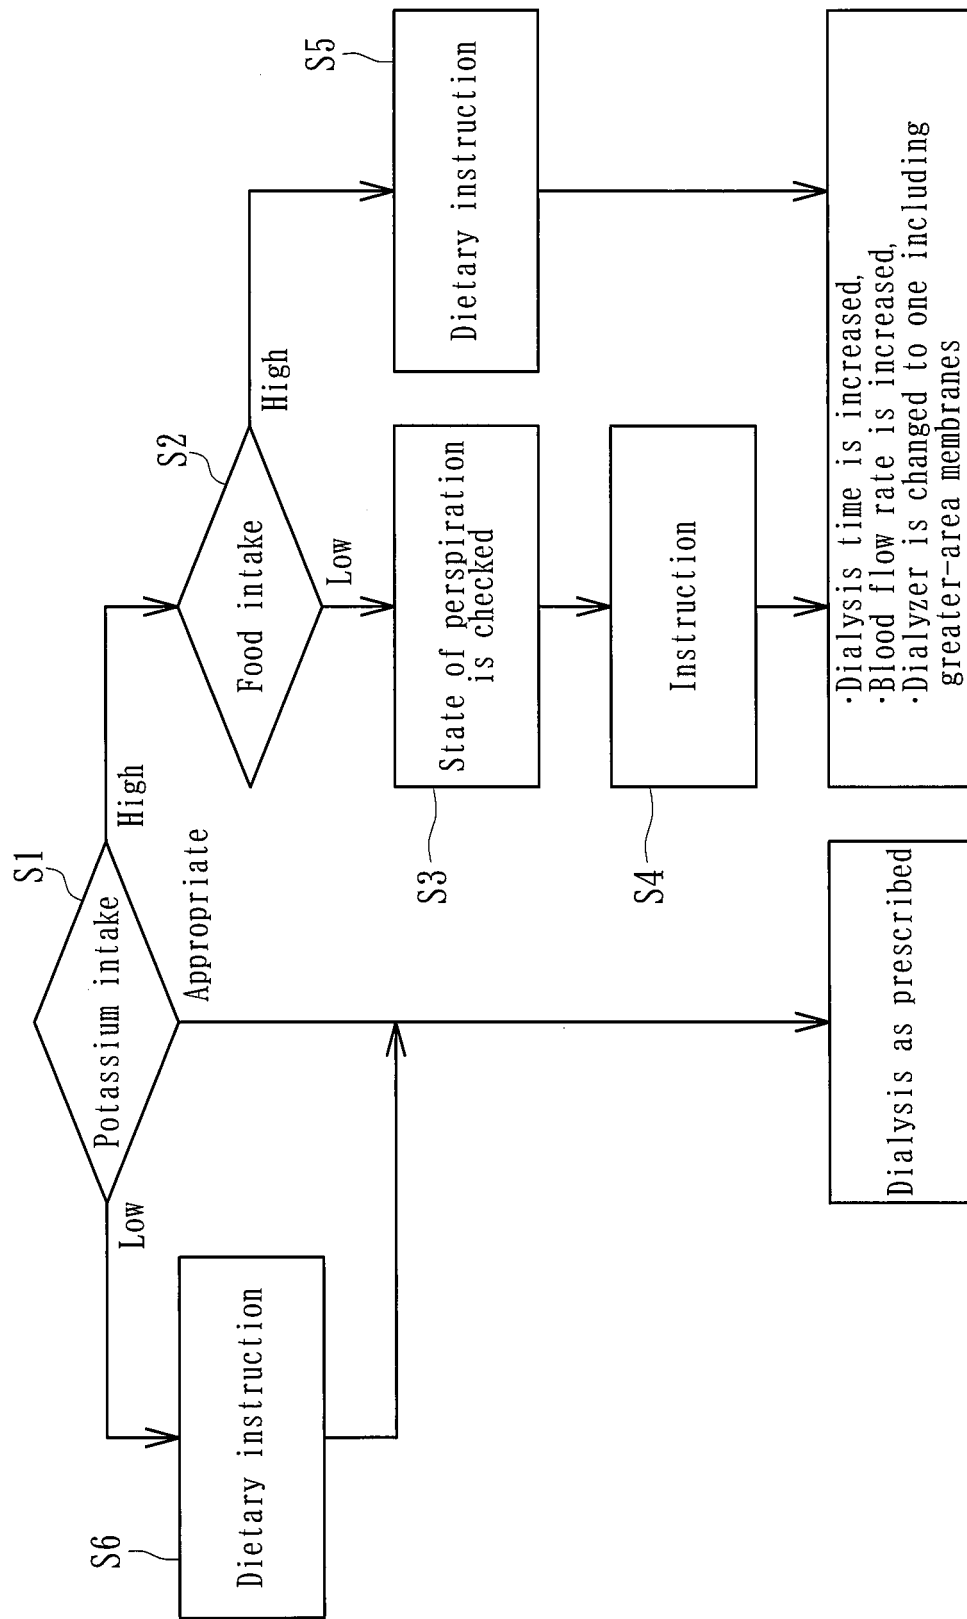 S1
Potassium intake
Low
High
Appropriate
S6
Dietary instruction
S2
Food intake
High
Low
S3
State of perspiration
is checked
S5
Dietary instruction
S4
Instruction
Dialysis as prescribed
·Dialysis time is increased,
·Blood flow rate is increased,
·Dialyzer is changed to one including
greater-area membranes